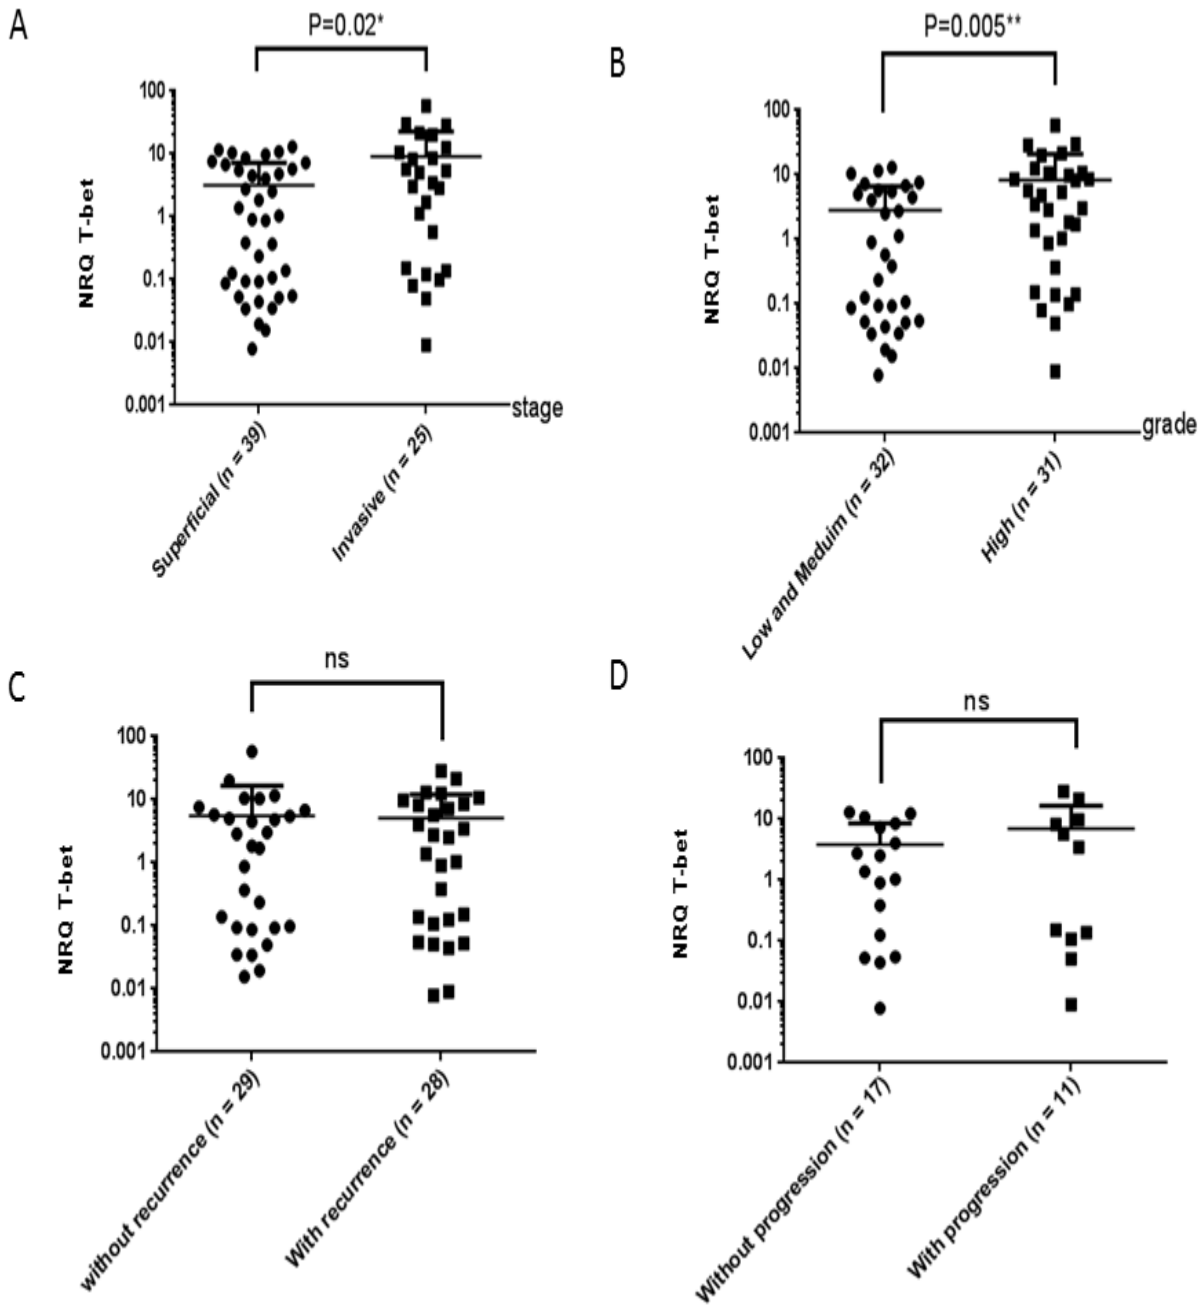 A
P=0.02*
NRQ T-bet
100
10
1
0.1
0.01
0.001
stage
Superficial (n = 39)
Invasive (n = 25)
B
P=0.005**
NRQ T-bet
100
10
1
0.1
0.01
0.001
grade
Low and Meduim (n = 32)
High (n = 31)
C
ns
NRQ T-bet
100
10
1
0.1
0.01
0.001
without recurrence (n = 29)
With recurrence (n = 28)
D
ns
NRQ T-bet
100
10
1
0.1
0.01
0.001
Without progression (n = 17)
With progression (n = 11)